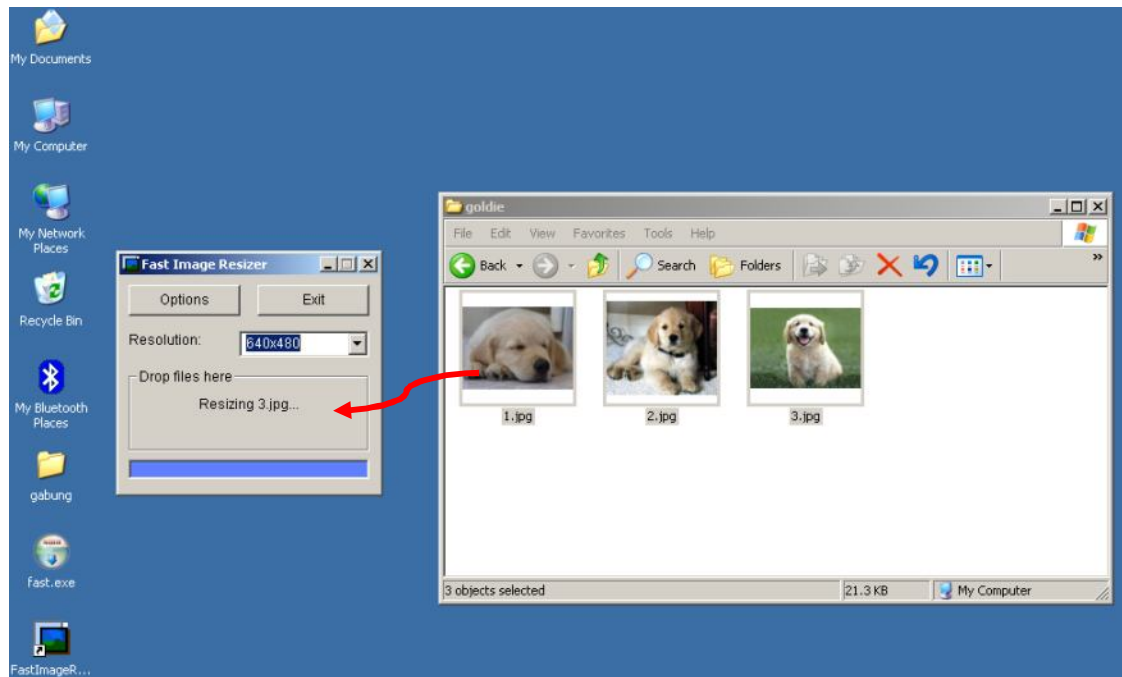 My Documents
My Computer
My Network
Places
Recycle Bin
My Bluetooth
Places
gabung
fast.exe
FastImageR...
Fast Image Resizer
Options
Exit
Resolution:
640x480
Drop files here
Resizing 3.jpg...
goldie
File Edit View Favorites Tools Help
Back Search Folders
1.jpg 2.jpg 3.jpg
3 objects selected 21.3 KB My Computer